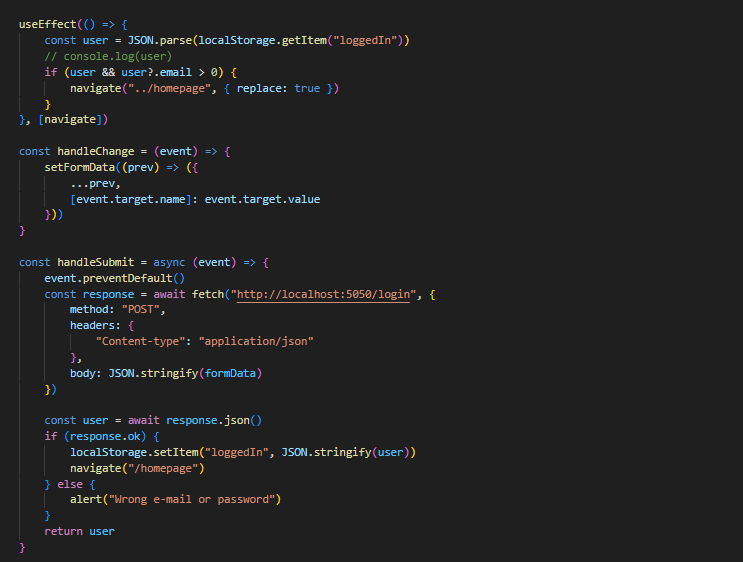 useEffect(() => {
    const user = JSON.parse(localStorage.getItem("loggedIn"))
    // console.log(user)
    if (user && user?.email > 0) {
        navigate("../homepage", { replace: true })
    }
}, [navigate])

const handleChange = (event) => {
    setFormData((prev) => ({
        ...prev,
        [event.target.name]: event.target.value
    }))
}

const handleSubmit = async (event) => {
    event.preventDefault()
    const response = await fetch("http://localhost:5050/login", {
        method: "POST",
        headers: {
            "Content-type": "application/json"
        },
        body: JSON.stringify(formData)
    })

    const user = await response.json()
    if (response.ok) {
        localStorage.setItem("loggedIn", JSON.stringify(user))
        navigate("/homepage")
    } else {
        alert("Wrong e-mail or password")
    }
    return user
}